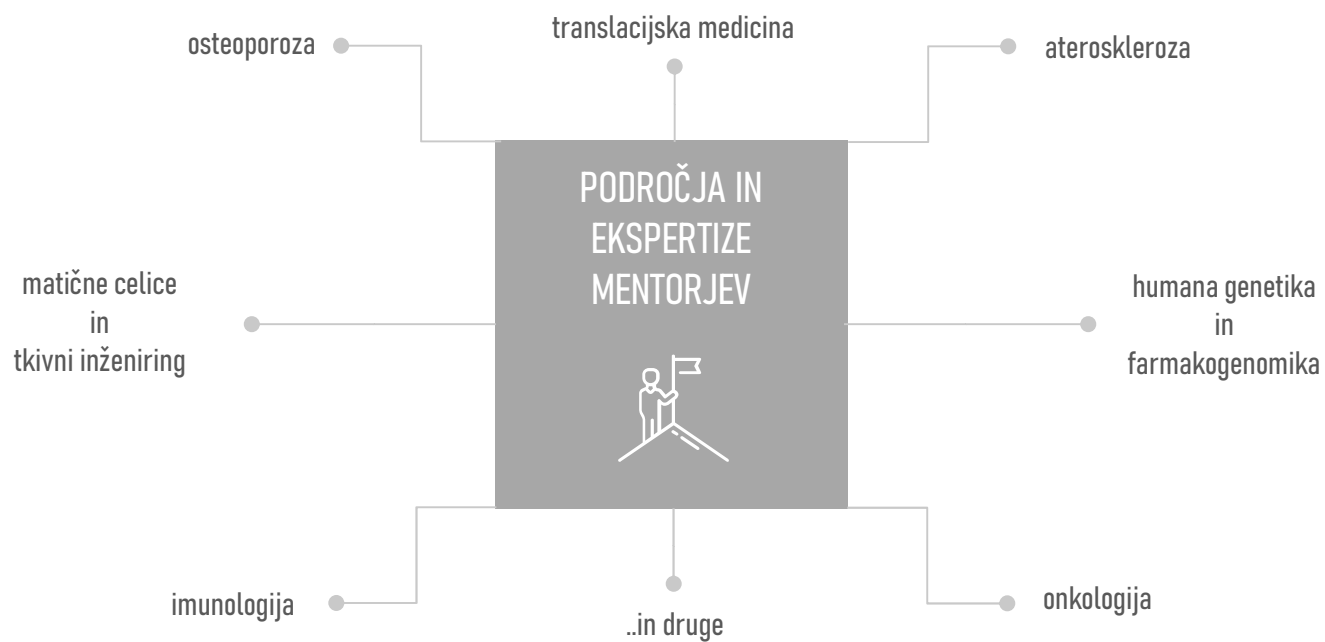 translacijska medicina
osteoporoza
ateroskleroza
PODROČJA IN
EKSPERTIZE
MENTORJEV
matične celice
in
tkivni inženiring
humana genetika
in
farmakogenomika
imunologija
onkologija
..in druge